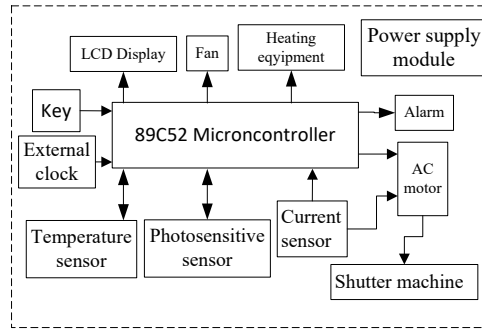 LCD Display
Fan
Heating
eqyipment
Power supply
module
Key
89C52 Microncontroller
Alarm
External
clock
AC
motor
Temperature
sensor
Photosensitive
sensor
Current
sensor
Shutter machine